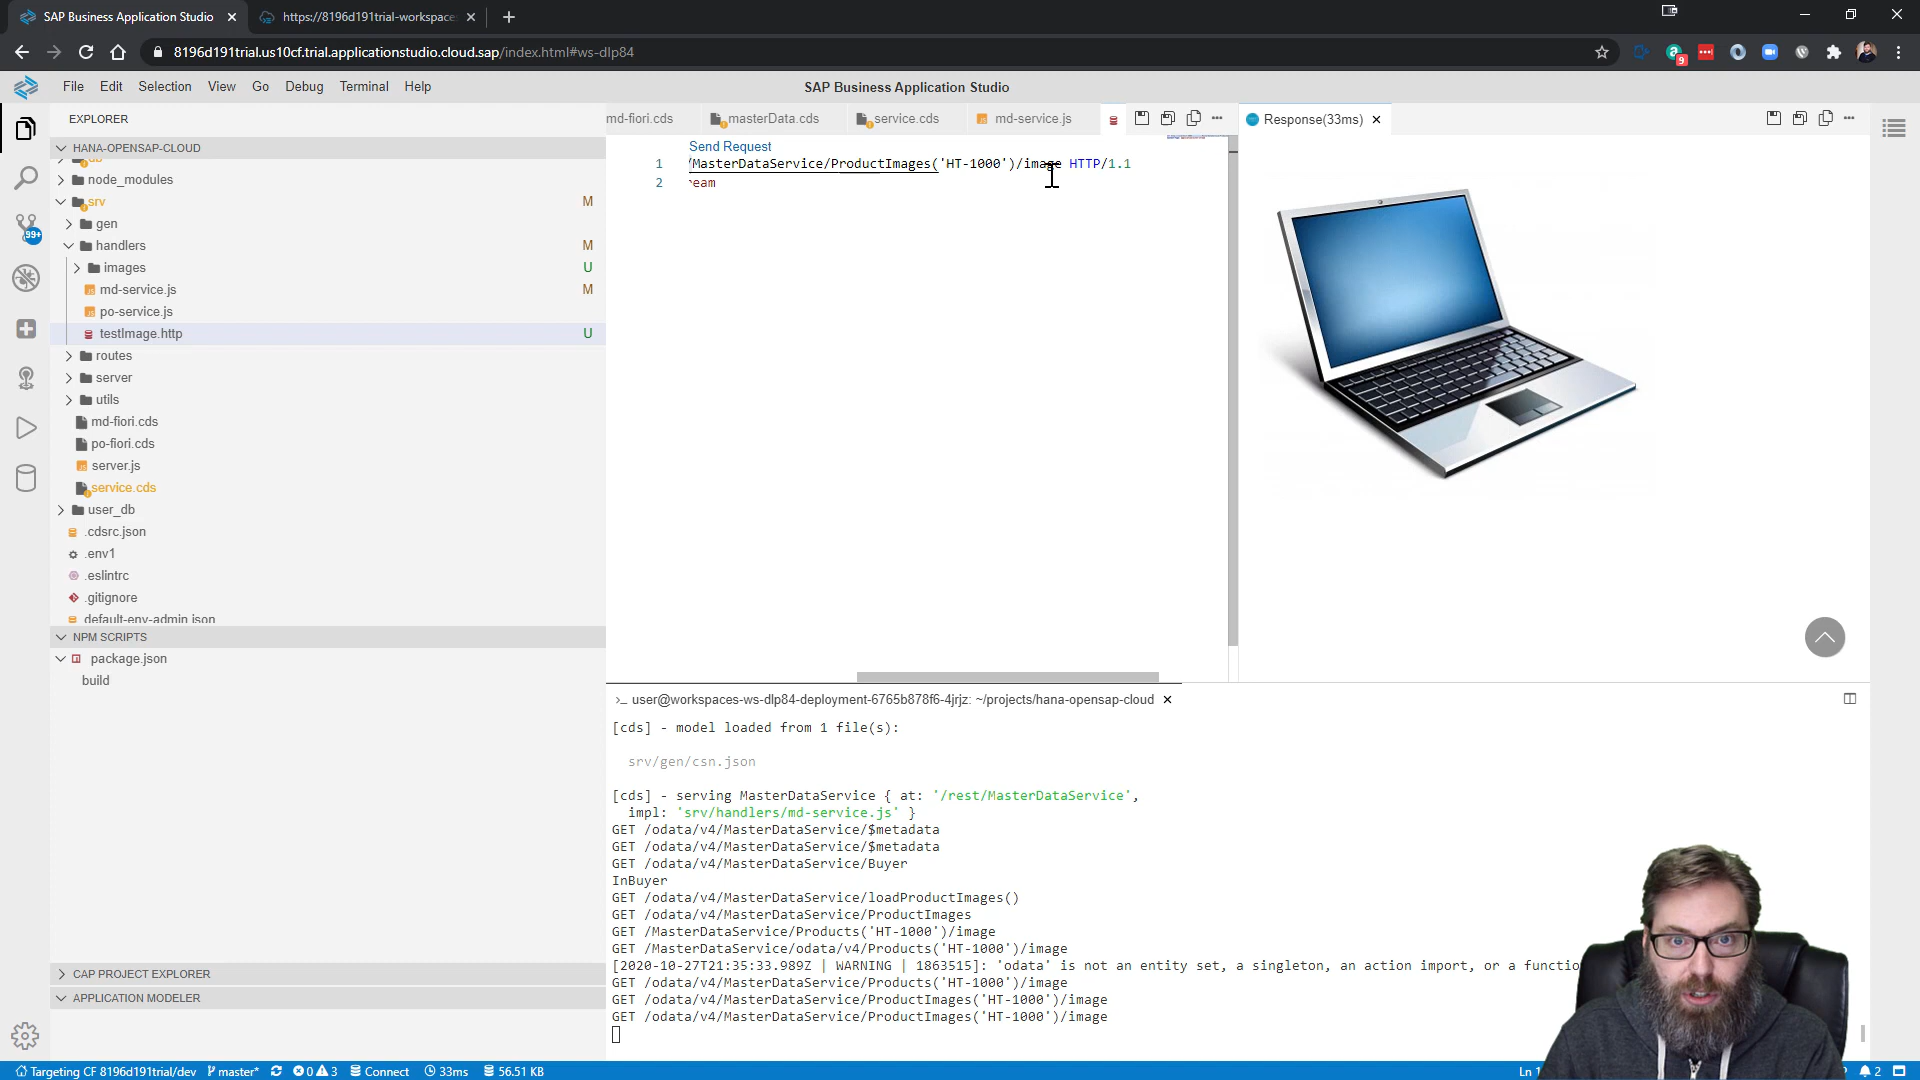 SAP Business Application Studio
https://8196d191trial-workspaces
8196d191trial.us10cf.trial.applicationstudio.cloud.sap/index.html#ws-dlp84
9
File Edit Selection View Go Debug Terminal Help
SAP Business Application Studio
EXPLORER
HANA-OPENSAP-CLOUD
node_modules
srv M
gen
handlers M
images U
md-service.js M
po-service.js
testImage.http U
routes
server
utils
md-fiori.cds
po-fiori.cds
server.js
service.cds
user_db
.cdsrc.json
.env1
.eslintrc
.gitignore
default-env-admin.json
NPM SCRIPTS
package.json
build
CAP PROJECT EXPLORER
APPLICATION MODELER
99+
md-fiori.cds masterData.cds service.cds md-service.js
Send Request
1 /MasterDataService/ProductImages('HT-1000')/image HTTP/1.1
2 ream
Response(33ms)
user@workspaces-ws-dlp84-deployment-6765b878f6-4jrjz: ~/projects/hana-opensap-cloud
[cds] - model loaded from 1 file(s):
srv/gen/csn.json
[cds] - serving MasterDataService { at: '/rest/MasterDataService',
impl: 'srv/handlers/md-service.js' }
GET /odata/v4/MasterDataService/$metadata
GET /odata/v4/MasterDataService/$metadata
GET /odata/v4/MasterDataService/Buyer
InBuyer
GET /odata/v4/MasterDataService/loadProductImages()
GET /odata/v4/MasterDataService/ProductImages
GET /MasterDataService/Products('HT-1000')/image
GET /MasterDataService/odata/v4/Products('HT-1000')/image
[2020-10-27T21:35:33.989Z | WARNING | 1863515]: 'odata' is not an entity set, a singleton, an action import, or a functio
GET /odata/v4/MasterDataService/Products('HT-1000')/image
GET /odata/v4/MasterDataService/ProductImages('HT-1000')/image
GET /odata/v4/MasterDataService/ProductImages('HT-1000')/image
Targeting CF 8196d191trial/dev master* 0 3 Connect 33ms 56.51 KB
Ln 1
2